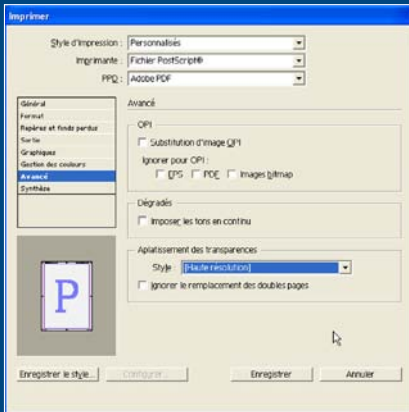 Imprimer
Style d'impression : Personnalisés
Imprimante : Fichier PostScript®
PPD : Adobe PDF
Général
Format
Repères et fonds perdus
Sortie
Graphiques
Gestion des couleurs
Avancé
Synthèse
Avancé
OPI
Substitution d'image OPI
Ignorer pour OPI :
EPS PDF Images bitmap
Dégradés
Imposer les tons en continu
Aplatissement des transparences
Style : [Haute résolution]
Ignorer le remplacement des doubles pages
P
Enregistrer le style... Configurer... Enregistrer Annuler